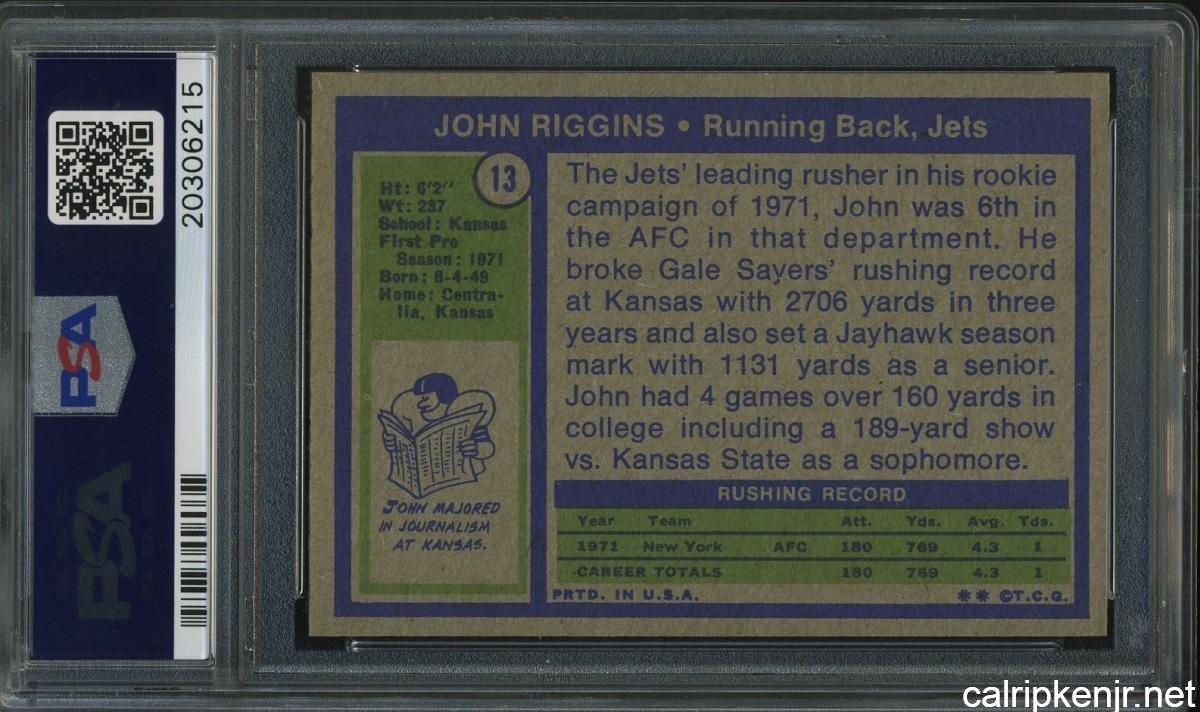 20306215
PSA
PSA
JOHN RIGGINS • Running Back, Jets
13
Ht: 6'2"
Wt: 237
School: Kansas
First Pro
Season: 1971
Born: 8-4-49
Home: Centra-
lia, Kansas
JOHN MAJORED
IN JOURNALISM
AT KANSAS.
The Jets' leading rusher in his rookie
campaign of 1971, John was 6th in
the AFC in that department. He
broke Gale Sayers' rushing record
at Kansas with 2706 yards in three
years and also set a Jayhawk season
mark with 1131 yards as a senior.
John had 4 games over 160 yards in
college including a 189-yard show
vs. Kansas State as a sophomore.
RUSHING RECORD
Year Team Att. Yds. Avg. Tds.
1971 New York AFC 180 769 4.3 1
CAREER TOTALS 180 769 4.3 1
PRTD. IN U.S.A. ** ©T.C.G.
calripkenjr.net